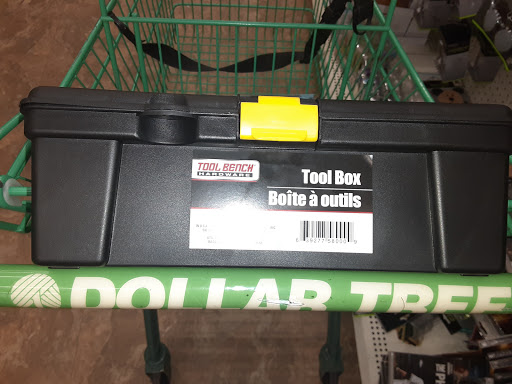 TOOL BENCH
HARDWARE
Tool Box
Boîte à outils
DOLLAR TREE